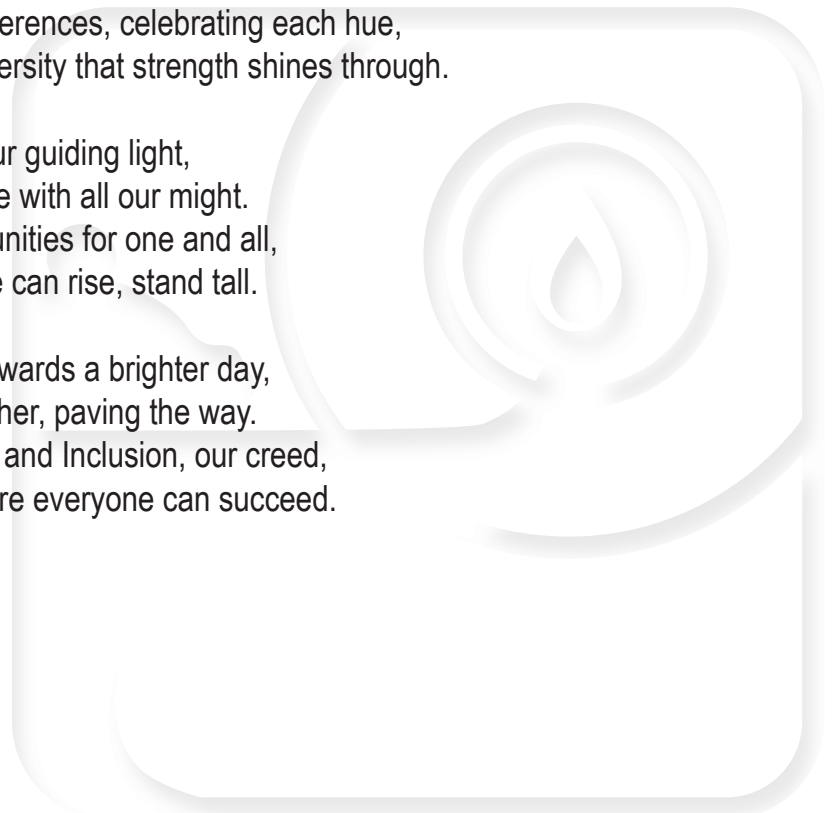 erences, celebrating each hue,
ersity that strength shines through.
ur guiding light,
e with all our might.
unities for one and all,
e can rise, stand tall.
wards a brighter day,
her, paving the way.
and Inclusion, our creed,
re everyone can succeed.